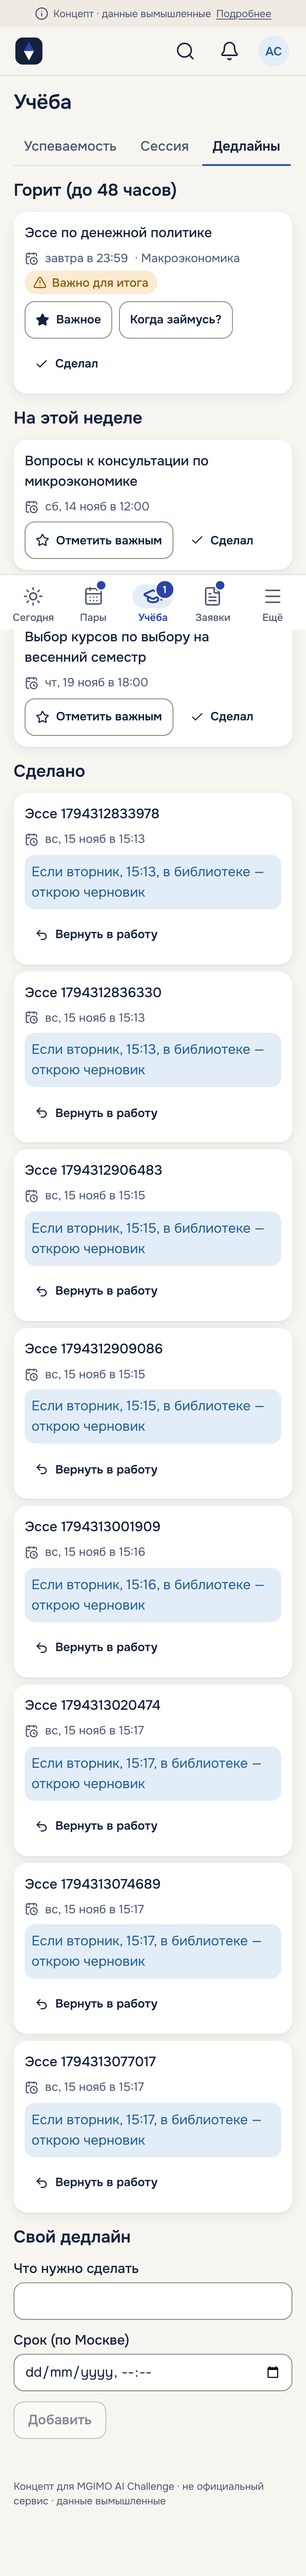 Концепт · данные вымышленные Подробнее
АС
Учёба
Успеваемость Сессия Дедлайны
Горит (до 48 часов)
Эссе по денежной политике
завтра в 23:59 · Макроэкономика
Важно для итога
Важное Когда займусь?
Сделал
На этой неделе
Вопросы к консультации по
микроэкономике
сб, 14 нояб в 12:00
Отметить важным Сделал
1
Сегодня Пары Учёба Заявки Ещё
Выбор курсов по выбору на
весенний семестр
чт, 19 нояб в 18:00
Отметить важным Сделал
Сделано
Эссе 1794312833978
вс, 15 нояб в 15:13
Если вторник, 15:13, в библиотеке —
открою черновик
Вернуть в работу
Эссе 1794312836330
вс, 15 нояб в 15:13
Если вторник, 15:13, в библиотеке —
открою черновик
Вернуть в работу
Эссе 1794312906483
вс, 15 нояб в 15:15
Если вторник, 15:15, в библиотеке —
открою черновик
Вернуть в работу
Эссе 1794312909086
вс, 15 нояб в 15:15
Если вторник, 15:15, в библиотеке —
открою черновик
Вернуть в работу
Эссе 1794313001909
вс, 15 нояб в 15:16
Если вторник, 15:16, в библиотеке —
открою черновик
Вернуть в работу
Эссе 1794313020474
вс, 15 нояб в 15:17
Если вторник, 15:17, в библиотеке —
открою черновик
Вернуть в работу
Эссе 1794313074689
вс, 15 нояб в 15:17
Если вторник, 15:17, в библиотеке —
открою черновик
Вернуть в работу
Эссе 1794313077017
вс, 15 нояб в 15:17
Если вторник, 15:17, в библиотеке —
открою черновик
Вернуть в работу
Свой дедлайн
Что нужно сделать
Срок (по Москве)
dd/mm/yyyy, --:--
Добавить
Концепт для MGIMO AI Challenge · не официальный
сервис · данные вымышленные